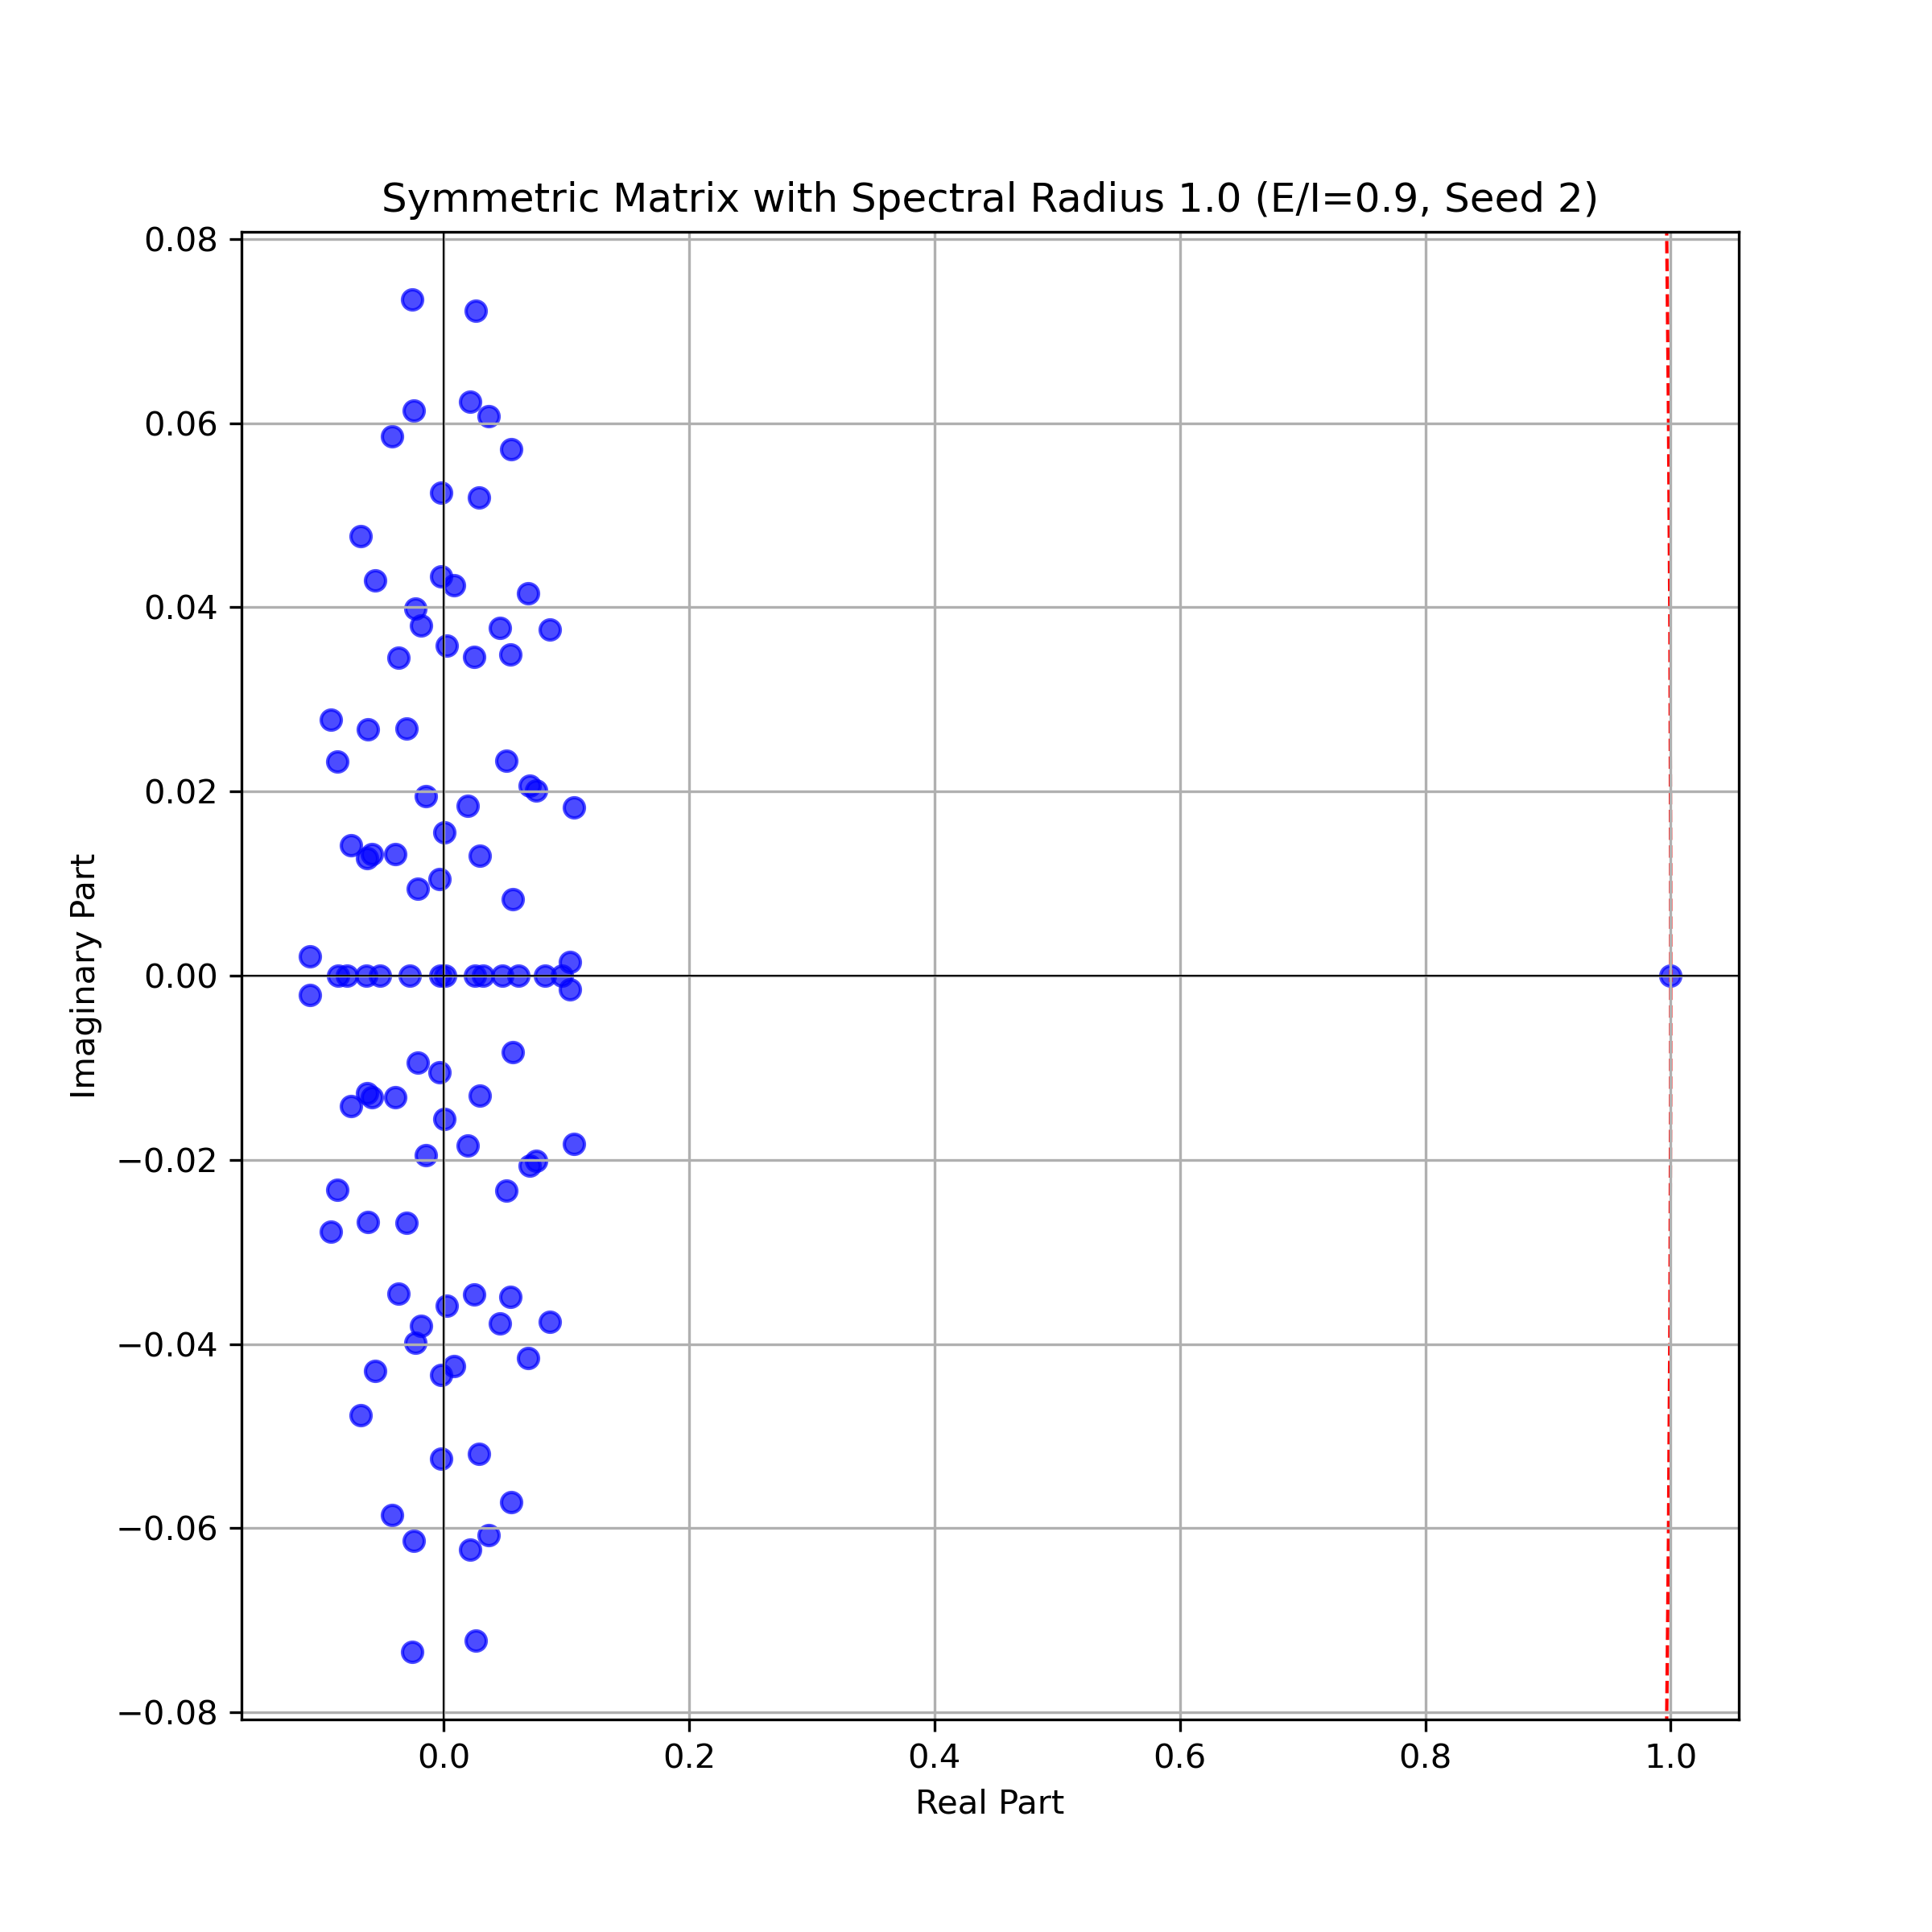 Symmetric Matrix with Spectral Radius 1.0 (E/I=0.9, Seed 2)
0.08
0.06
0.04
0.02
0.00
−0.02
−0.04
−0.06
−0.08
Imaginary Part
0.0 0.2 0.4 0.6 0.8 1.0
Real Part